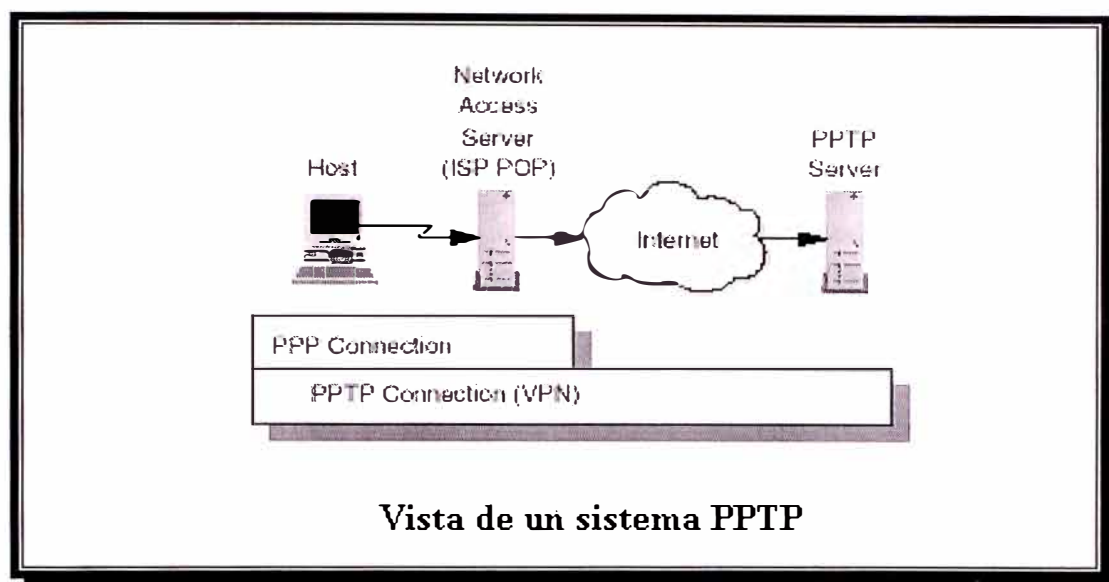 Network
Access
Server
(ISP POP)
Host
PPTP
Server
Internet
PPP Connection
PPTP Connection (VPN)
Vista de un sistema PPTP